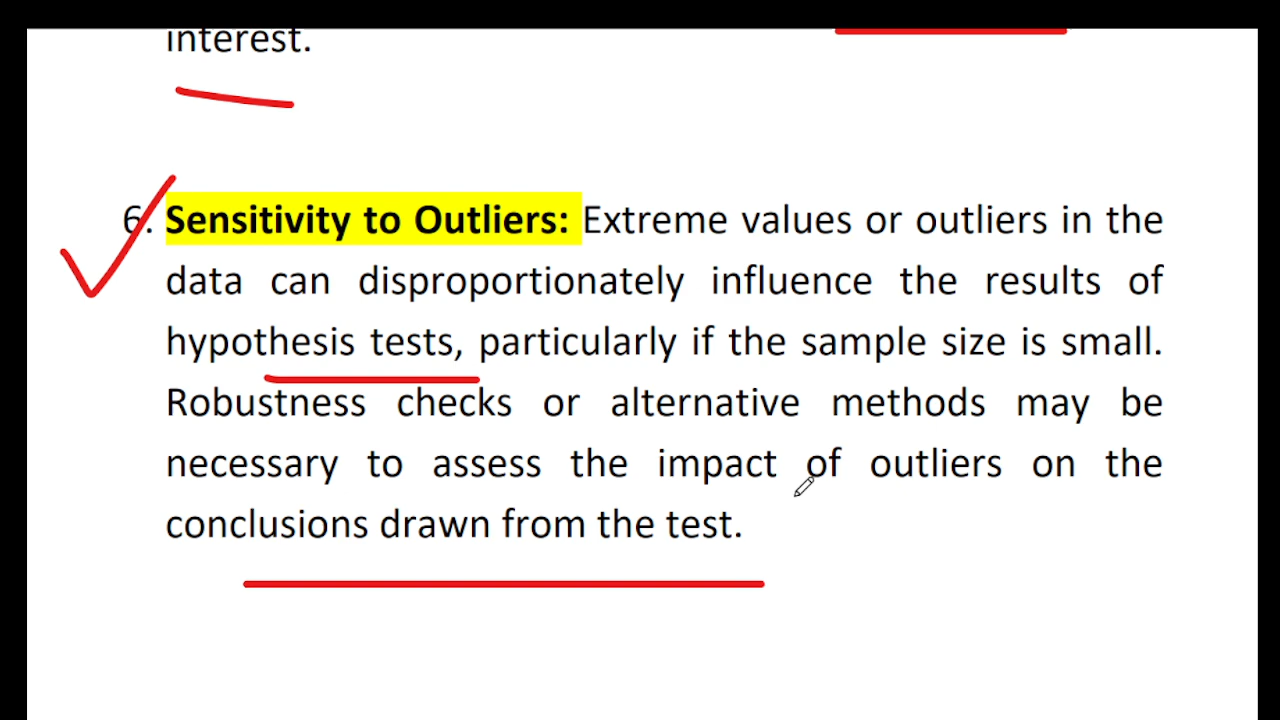 interest.
6. Sensitivity to Outliers: Extreme values or outliers in the
data can disproportionately influence the results of
hypothesis tests, particularly if the sample size is small.
Robustness checks or alternative methods may be
necessary to assess the impact of outliers on the
conclusions drawn from the test.